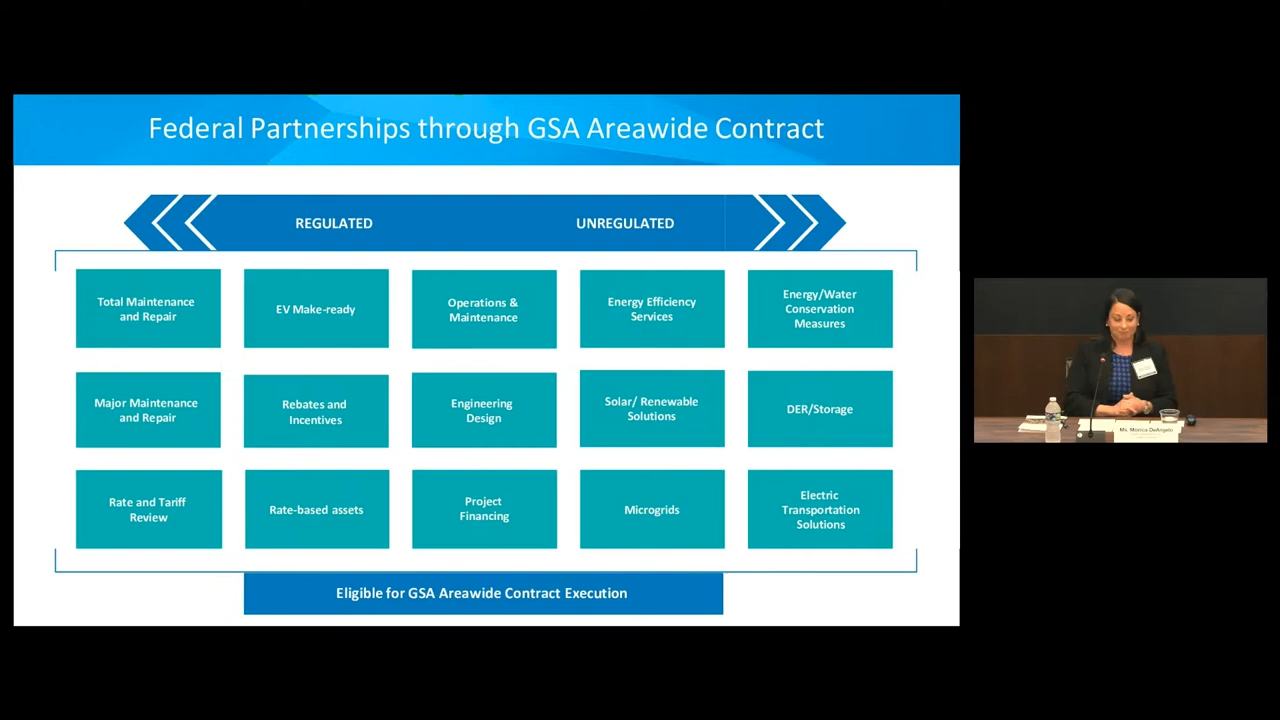 Federal Partnerships through GSA Areawide Contract
REGULATED
UNREGULATED
Total Maintenance
and Repair
EV Make-ready
Operations &
Maintenance
Energy Efficiency
Services
Energy/Water
Conservation
Measures
Major Maintenance
and Repair
Rebates and
Incentives
Engineering
Design
Solar/ Renewable
Solutions
DER/Storage
Rate and Tariff
Review
Rate-based assets
Project
Financing
Microgrids
Electric
Transportation
Solutions
Eligible for GSA Areawide Contract Execution
Ms. Monica DeAngelo